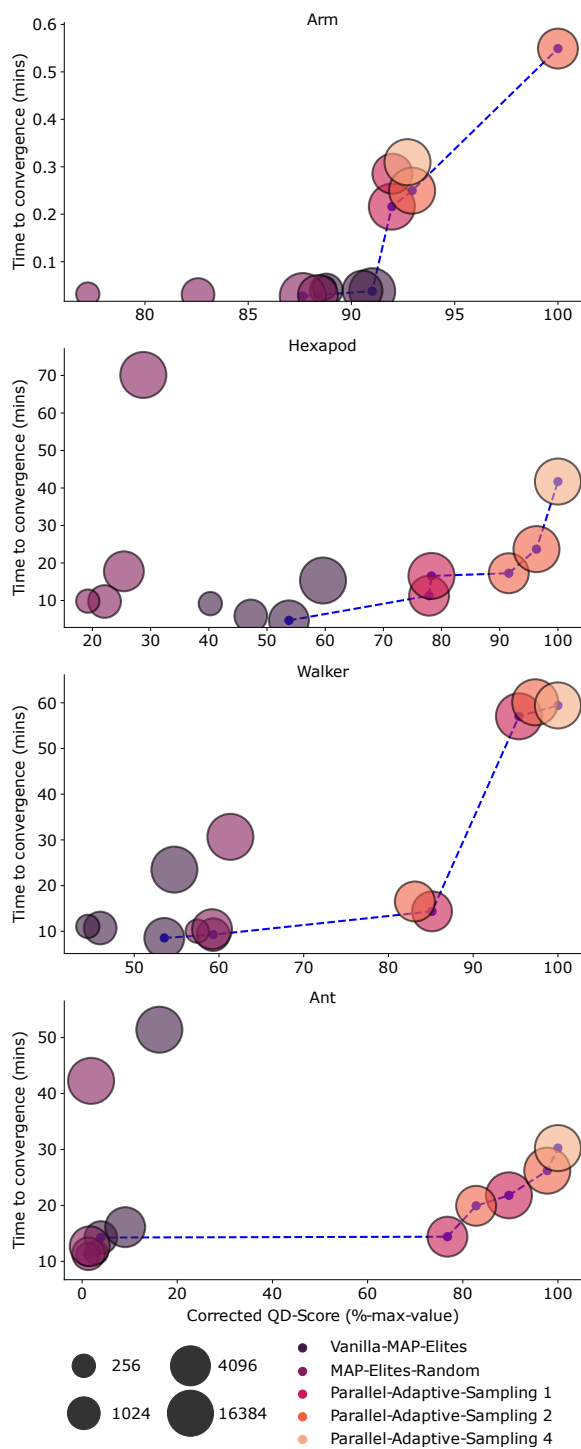 Arm
Time to convergence (mins)
0.6
0.5
0.4
0.3
0.2
0.1
80 85 90 95 100
Hexapod
Time to convergence (mins)
70
60
50
40
30
20
10
20 30 40 50 60 70 80 90 100
Walker
Time to convergence (mins)
60
50
40
30
20
10
50 60 70 80 90 100
Ant
Time to convergence (mins)
50
40
30
20
10
0 20 40 60 80 100
Corrected QD-Score (%-max-value)
256
4096
1024
16384
Vanilla-MAP-Elites
MAP-Elites-Random
Parallel-Adaptive-Sampling 1
Parallel-Adaptive-Sampling 2
Parallel-Adaptive-Sampling 4